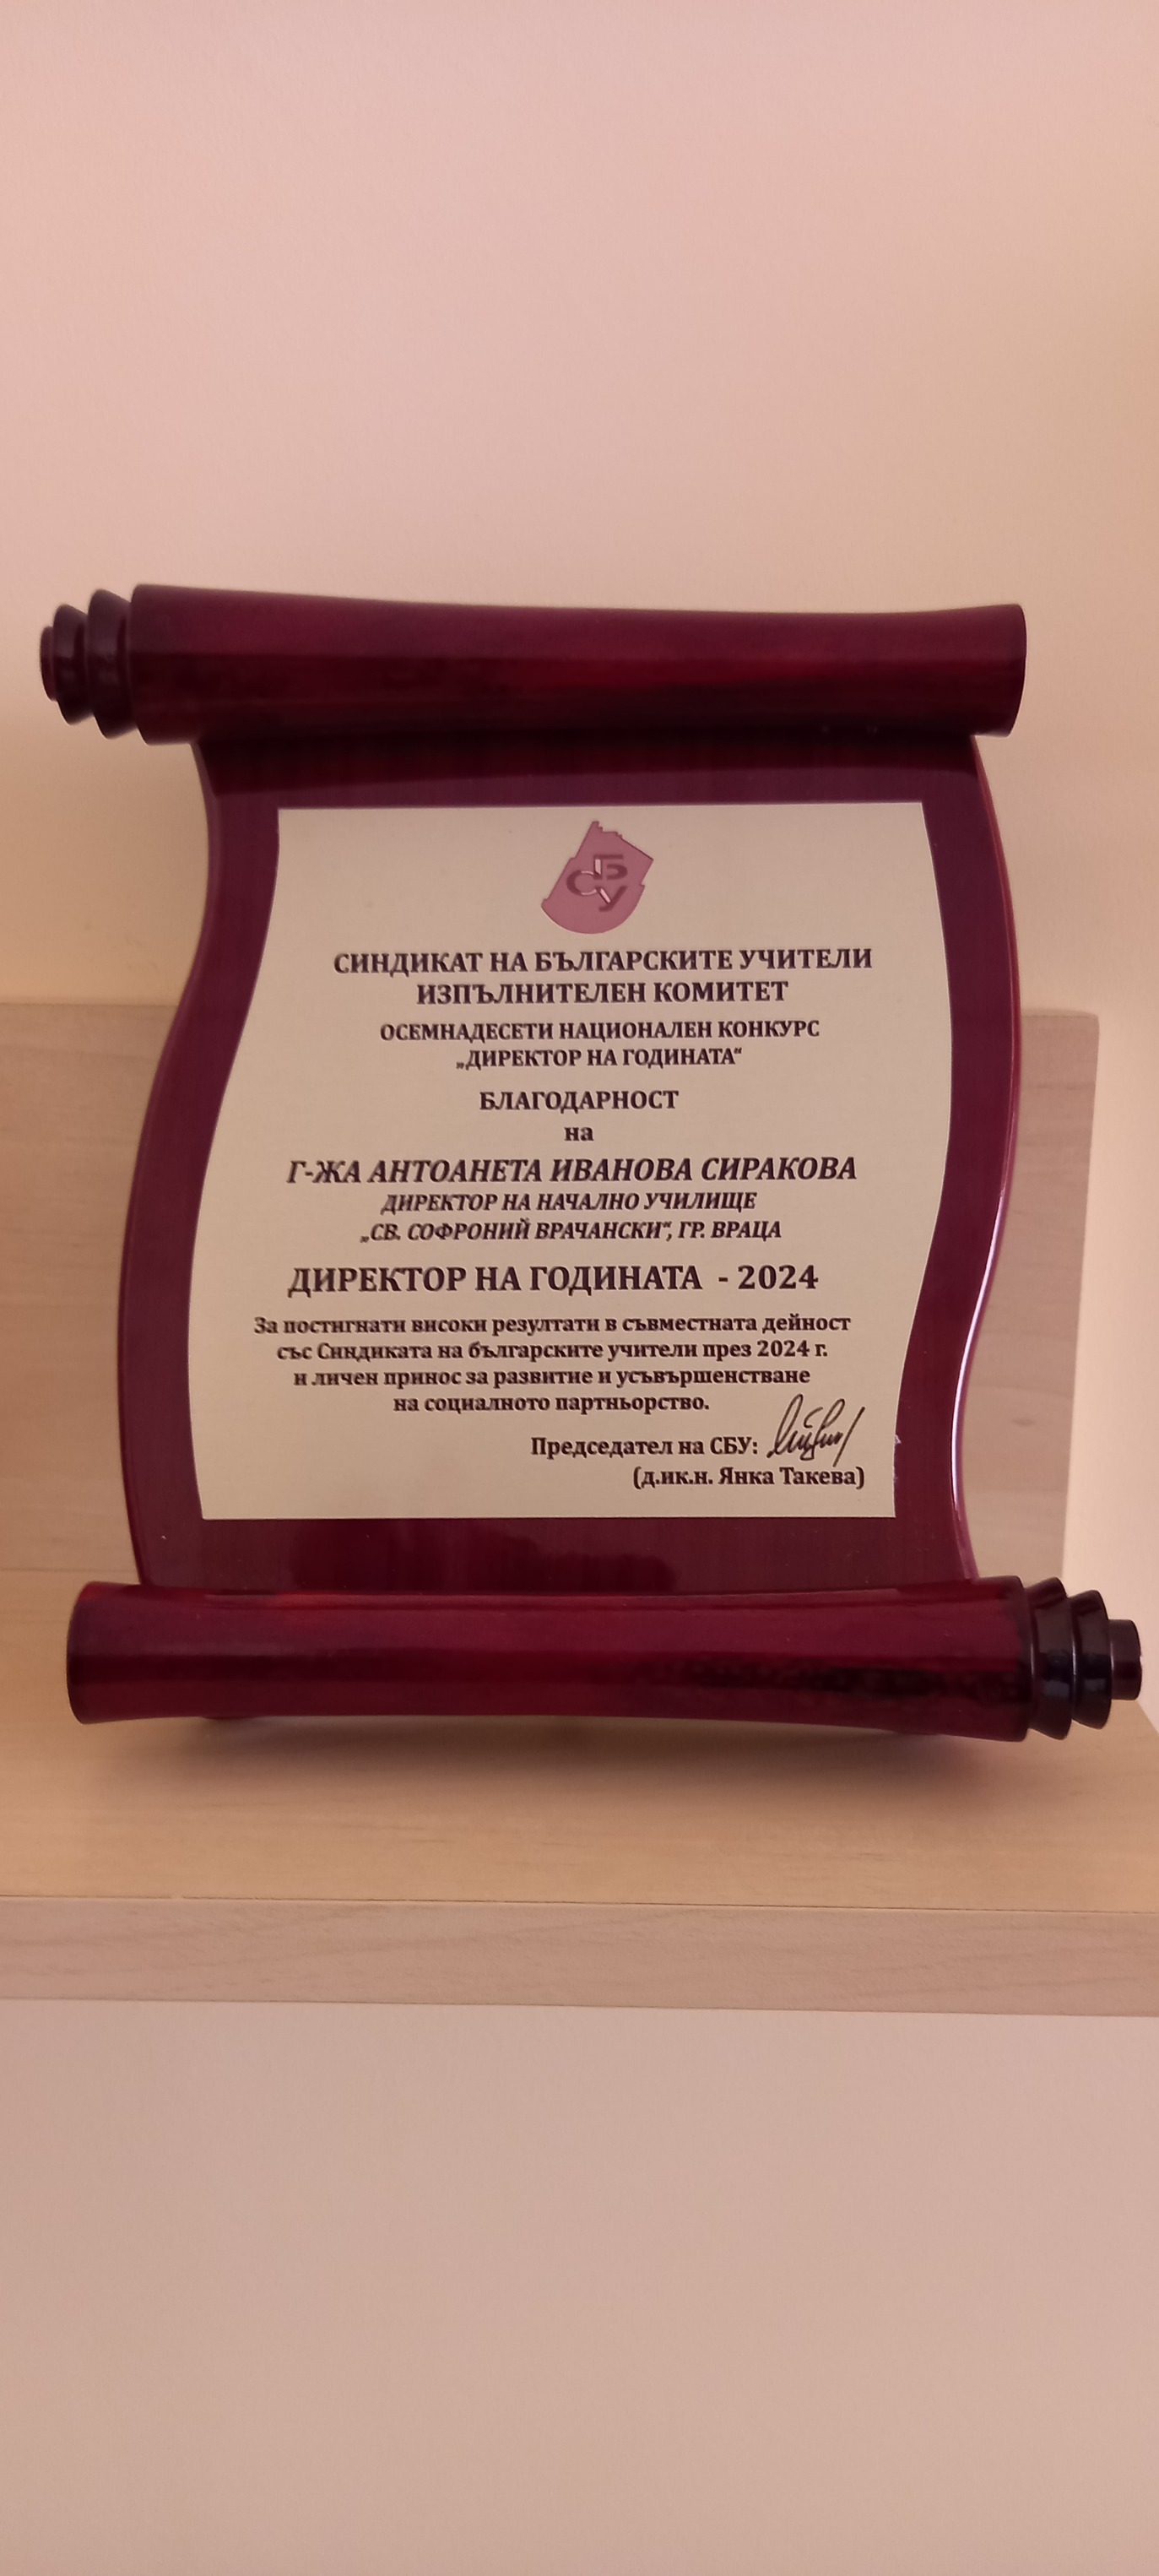 СБУ
СИНДИКАТ НА БЪЛГАРСКИТЕ УЧИТЕЛИ
ИЗПЪЛНИТЕЛЕН КОМИТЕТ
ОСЕМНАДЕСЕТИ НАЦИОНАЛЕН КОНКУРС
„ДИРЕКТОР НА ГОДИНАТА“
БЛАГОДАРНОСТ
на
Г-ЖА АНТОАНЕТА ИВАНОВА СИРАКОВА
ДИРЕКТОР НА НАЧАЛНО УЧИЛИЩЕ
„СВ. СОФРОНИЙ ВРАЧАНСКИ“, ГР. ВРАЦА
ДИРЕКТОР НА ГОДИНАТА - 2024
За постигнати високи резултати в съвместната дейност
със Синдиката на българските учители през 2024 г.
и личен принос за развитие и усъвършенстване
на социалното партньорство.
Председател на СБУ:
(д.ик.н. Янка Такева)